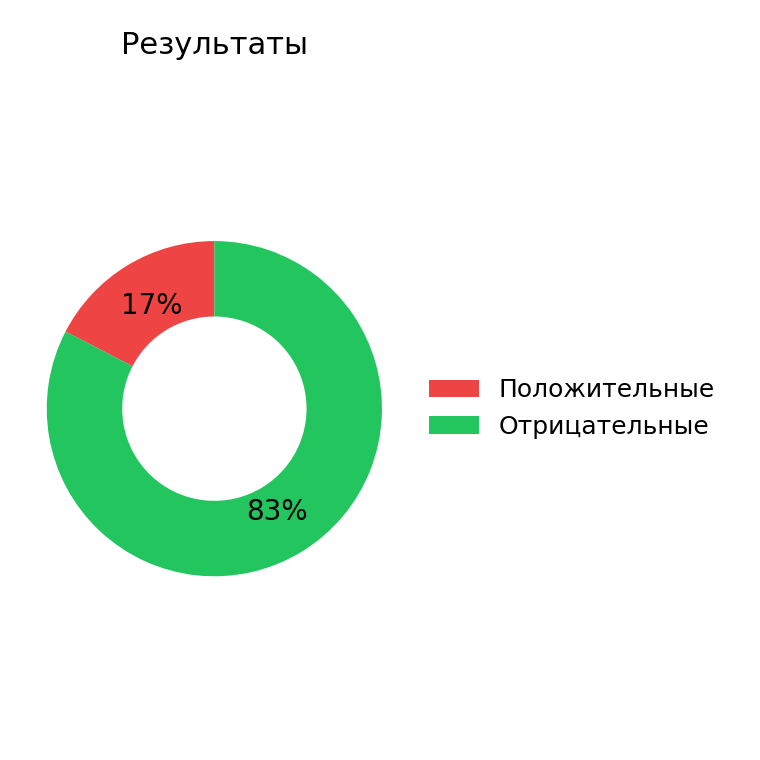 Результаты
17%
83%
Положительные
Отрицательные